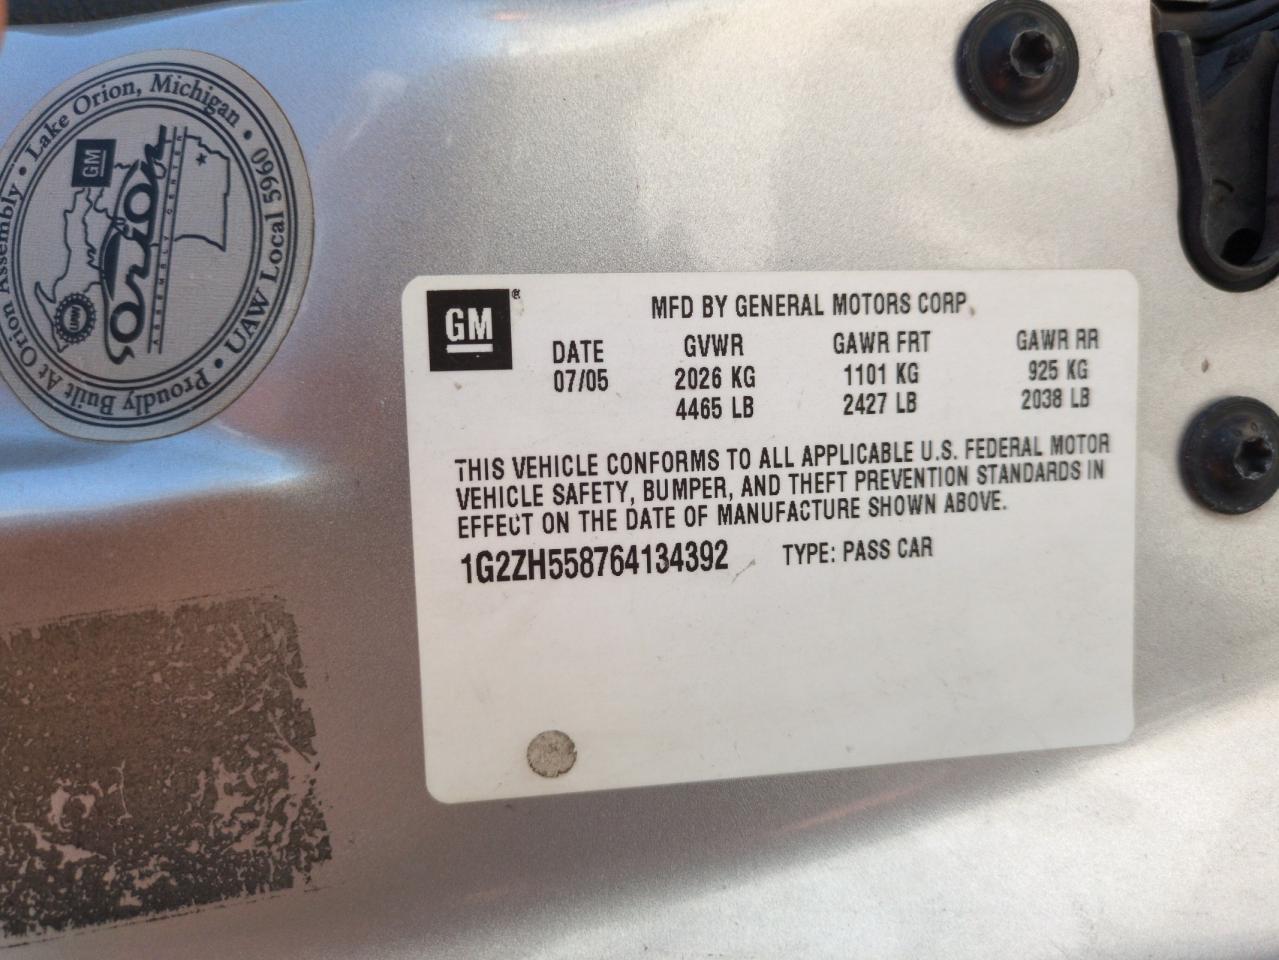 Proudly Built At Orion Assembly • Lake Orion, Michigan • UAW Local 5960 •
GM
Orion
ASSEMBLY CENTER
UAW
GM®
MFD BY GENERAL MOTORS CORP.
DATE GVWR GAWR FRT GAWR RR
07/05 2026 KG 1101 KG 925 KG
4465 LB 2427 LB 2038 LB
THIS VEHICLE CONFORMS TO ALL APPLICABLE U.S. FEDERAL MOTOR
VEHICLE SAFETY, BUMPER, AND THEFT PREVENTION STANDARDS IN
EFFECT ON THE DATE OF MANUFACTURE SHOWN ABOVE.
1G2ZH558764134392 TYPE: PASS CAR